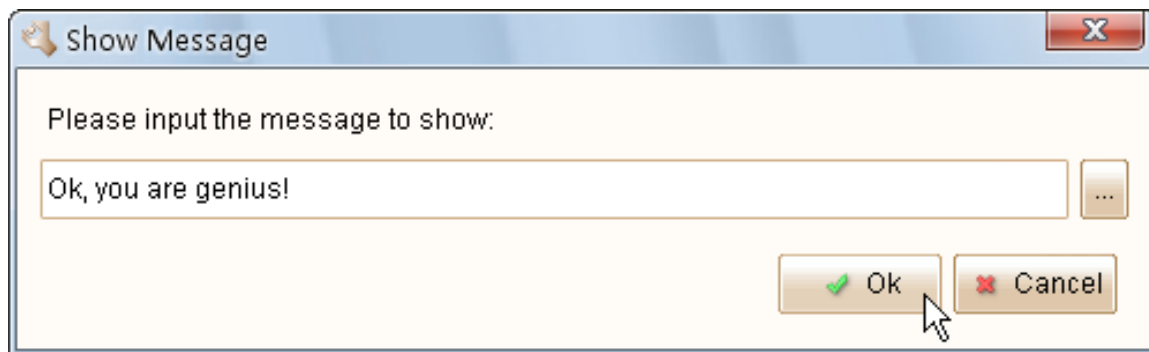 Show Message
Please input the message to show:
Ok, you are genius!
...
Ok
Cancel